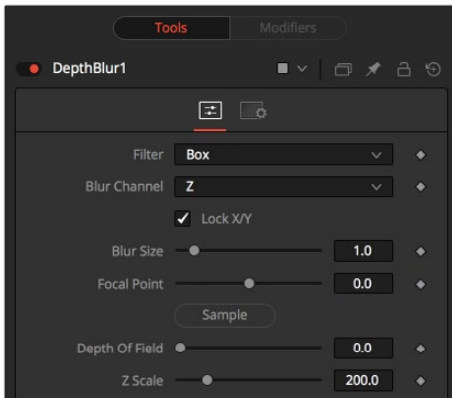 Tools Modifiers
DepthBlur1
Filter Box
Blur Channel Z
Lock X/Y
Blur Size 1.0
Focal Point 0.0
Sample
Depth Of Field 0.0
Z Scale 200.0